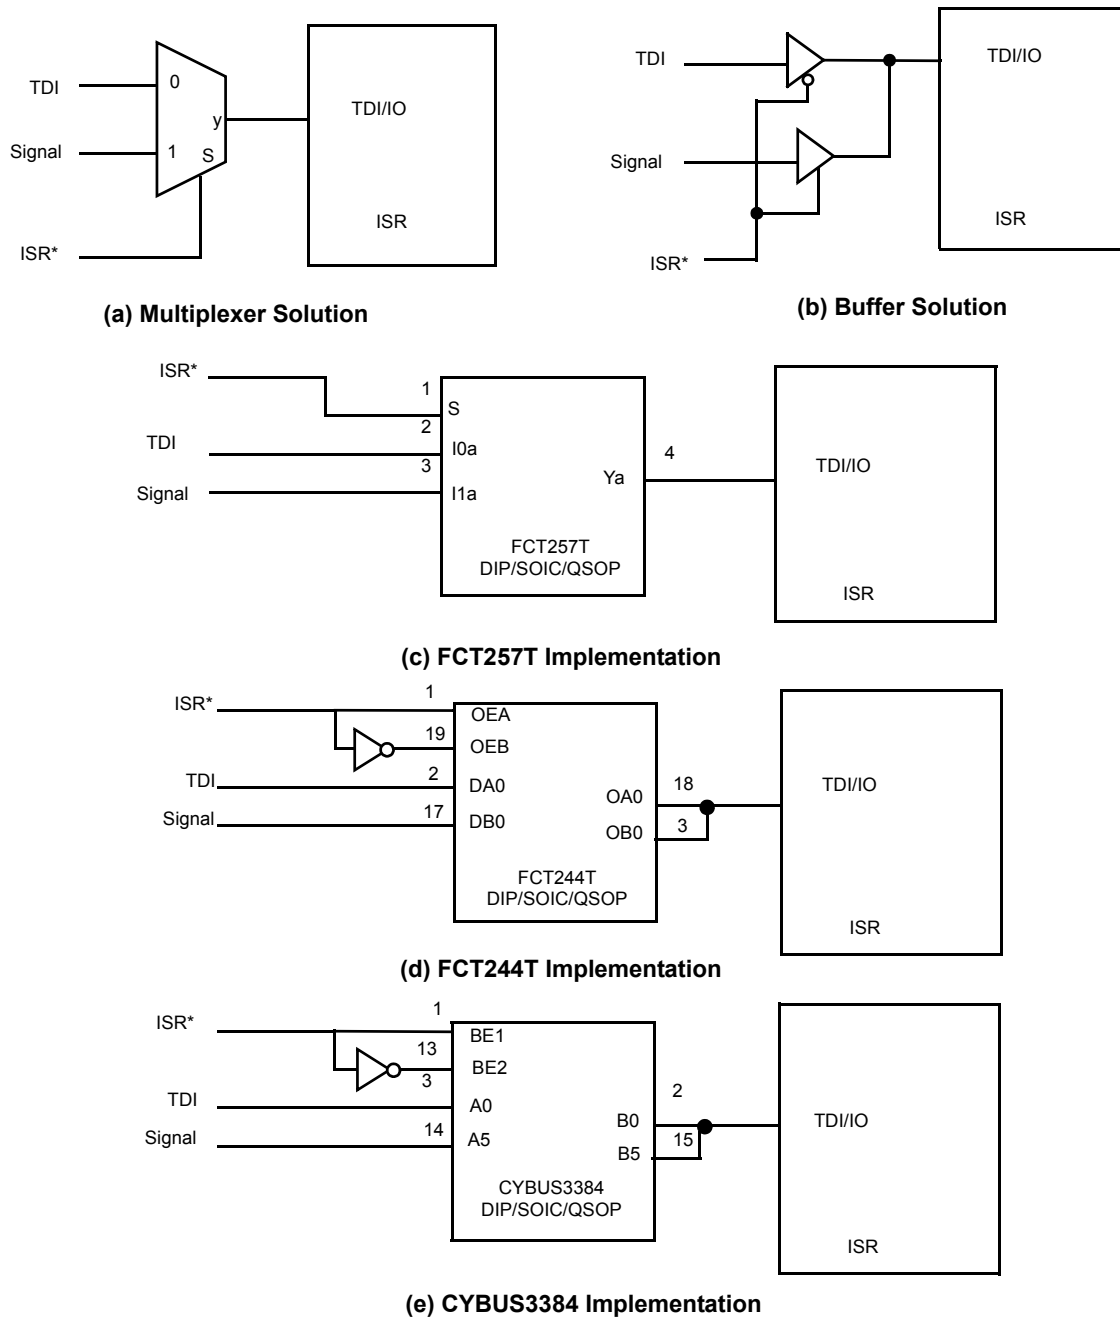 TDI
0
TDI/IO
y
Signal
1
S
ISR
ISR*
(a) Multiplexer Solution
TDI
TDI/IO
Signal
ISR
ISR*
(b) Buffer Solution
ISR*
1
S
2
TDI
I0a
3
Signal
I1a
Ya
4
TDI/IO
FCT257T
DIP/SOIC/QSOP
ISR
(c) FCT257T Implementation
ISR*
1
OEA
19
OEB
TDI
2
DA0
Signal
17
DB0
OA0
18
OB0
3
TDI/IO
FCT244T
DIP/SOIC/QSOP
ISR
(d) FCT244T Implementation
ISR*
1
BE1
13
BE2
3
TDI
A0
Signal
14
A5
2
B0
15
B5
TDI/IO
CYBUS3384
DIP/SOIC/QSOP
ISR
(e) CYBUS3384 Implementation